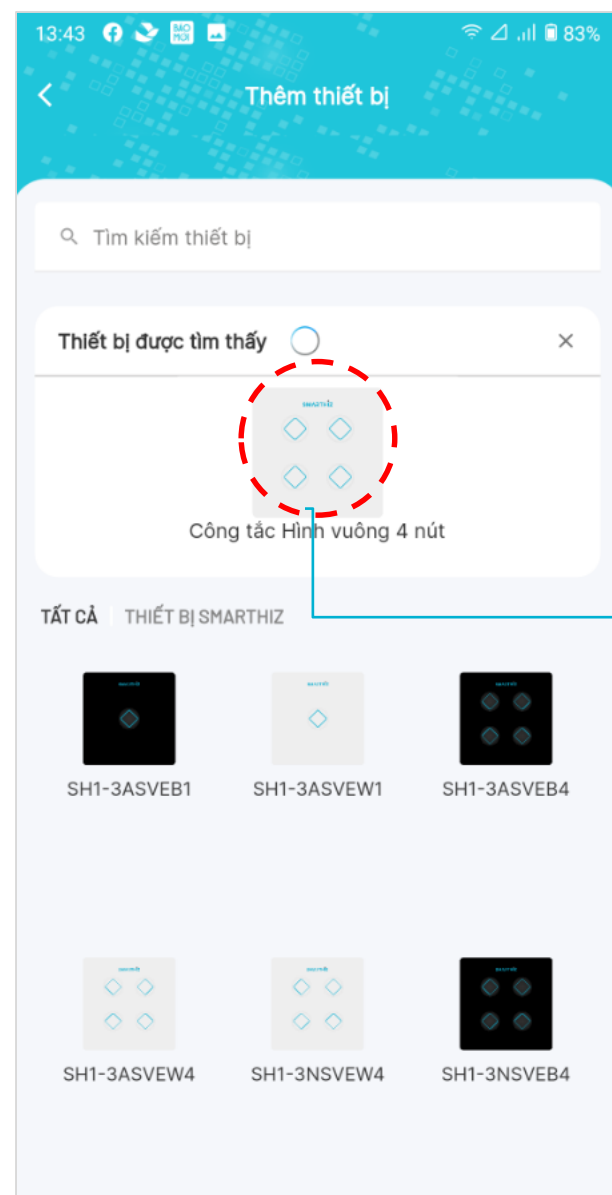 13:43 BÁO MỚI 83%
Thêm thiết bị
Tìm kiếm thiết bị
Thiết bị được tìm thấy
SMARTHIZ
Công tắc Hình vuông 4 nút
TẤT CẢ THIẾT BỊ SMARTHIZ
SH1-3ASVEB1 SH1-3ASVEW1 SH1-3ASVEB4
SH1-3ASVEW4 SH1-3NSVEW4 SH1-3NSVEB4